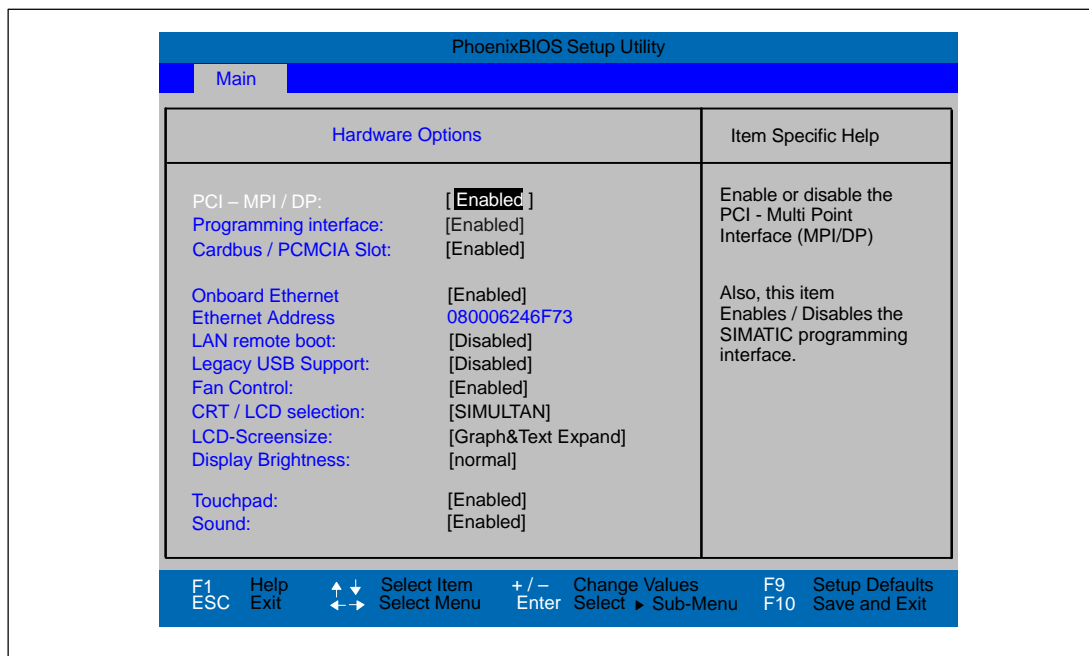 PhoenixBIOS Setup Utility
Main
Hardware Options
Item Specific Help
PCI – MPI / DP: [ Enabled ]
Programming interface: [Enabled]
Cardbus / PCMCIA Slot: [Enabled]
Onboard Ethernet [Enabled]
Ethernet Address 080006246F73
LAN remote boot: [Disabled]
Legacy USB Support: [Disabled]
Fan Control: [Enabled]
CRT / LCD selection: [SIMULTAN]
LCD-Screensize: [Graph&Text Expand]
Display Brightness: [normal]
Touchpad: [Enabled]
Sound: [Enabled]
Enable or disable the
PCI - Multi Point
Interface (MPI/DP)
Also, this item
Enables / Disables the
SIMATIC programming
interface.
F1 Help Select Item + / – Change Values F9 Setup Defaults
ESC Exit Select Menu Enter Select Sub-Menu F10 Save and Exit